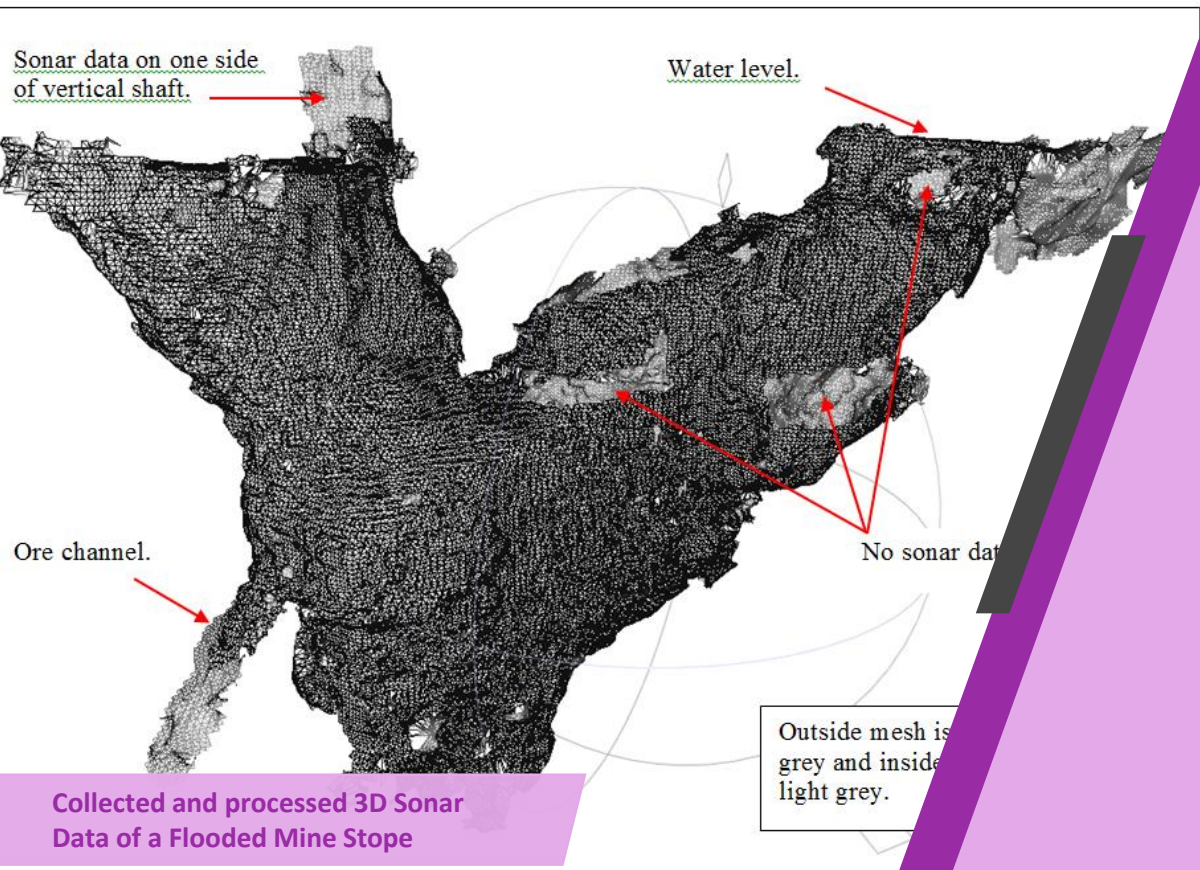 Sonar data on one side
of vertical shaft.
Water level.
Ore channel.
No sonar
Outside mesh is
grey and inside
light grey.
Collected and processed 3D Sonar
Data of a Flooded Mine Stope